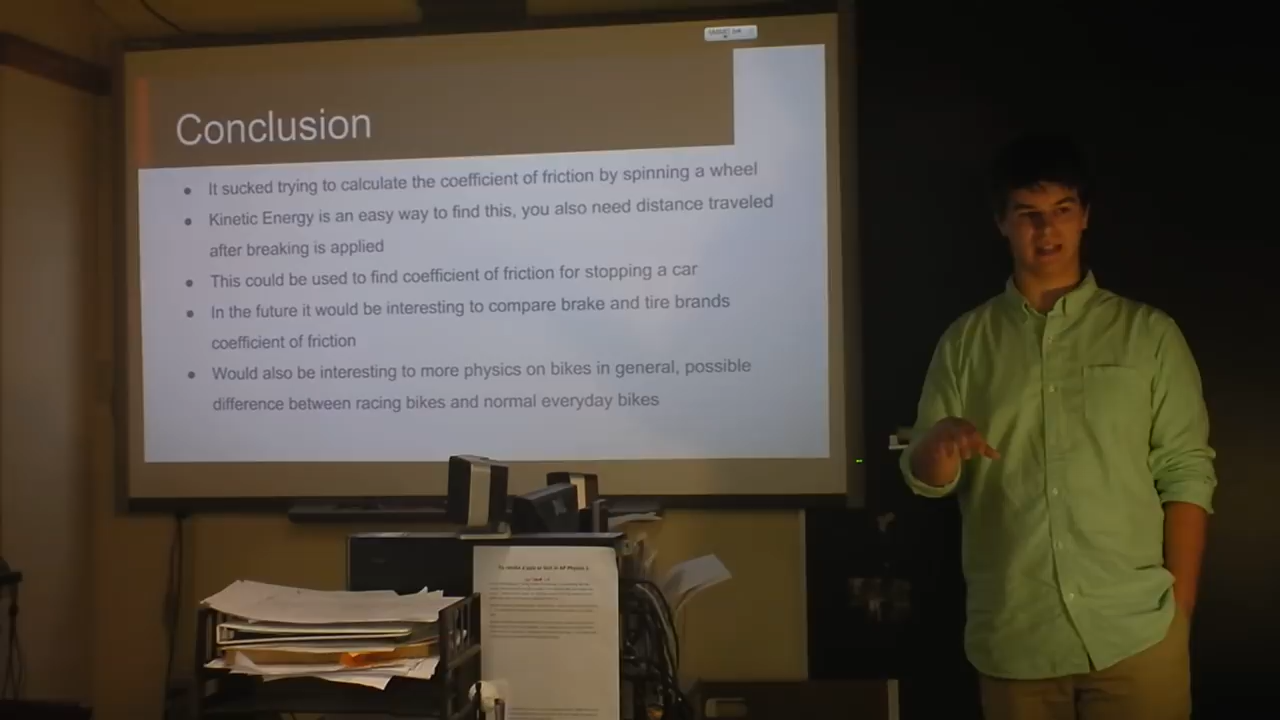 Conclusion
It sucked trying to calculate the coefficient of friction by spinning a wheel
Kinetic Energy is an easy way to find this, you also need distance traveled
after breaking is applied
This could be used to find coefficient of friction for stopping a car
In the future it would be interesting to compare brake and tire brands
coefficient of friction
Would also be interesting to more physics on bikes in general, possible
difference between racing bikes and normal everyday bikes